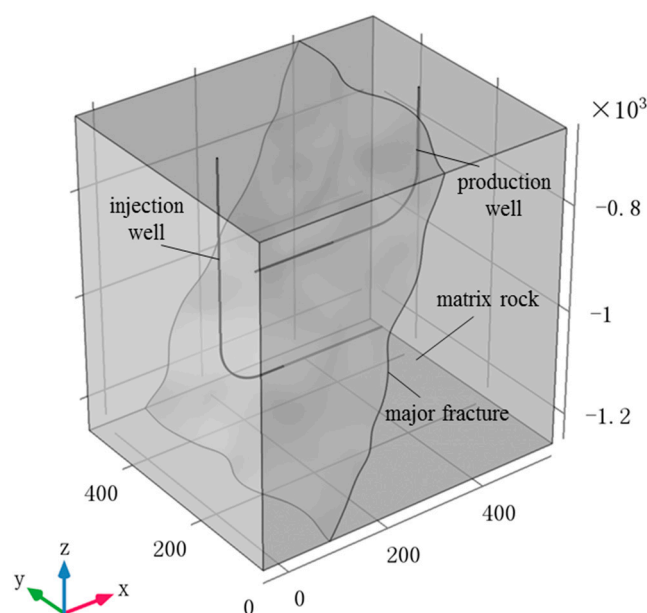 ×10³
production
well
-0.8
injection
well
matrix rock
-1
major fracture
-1.2
400
400
200
200
0
0
z
y
x